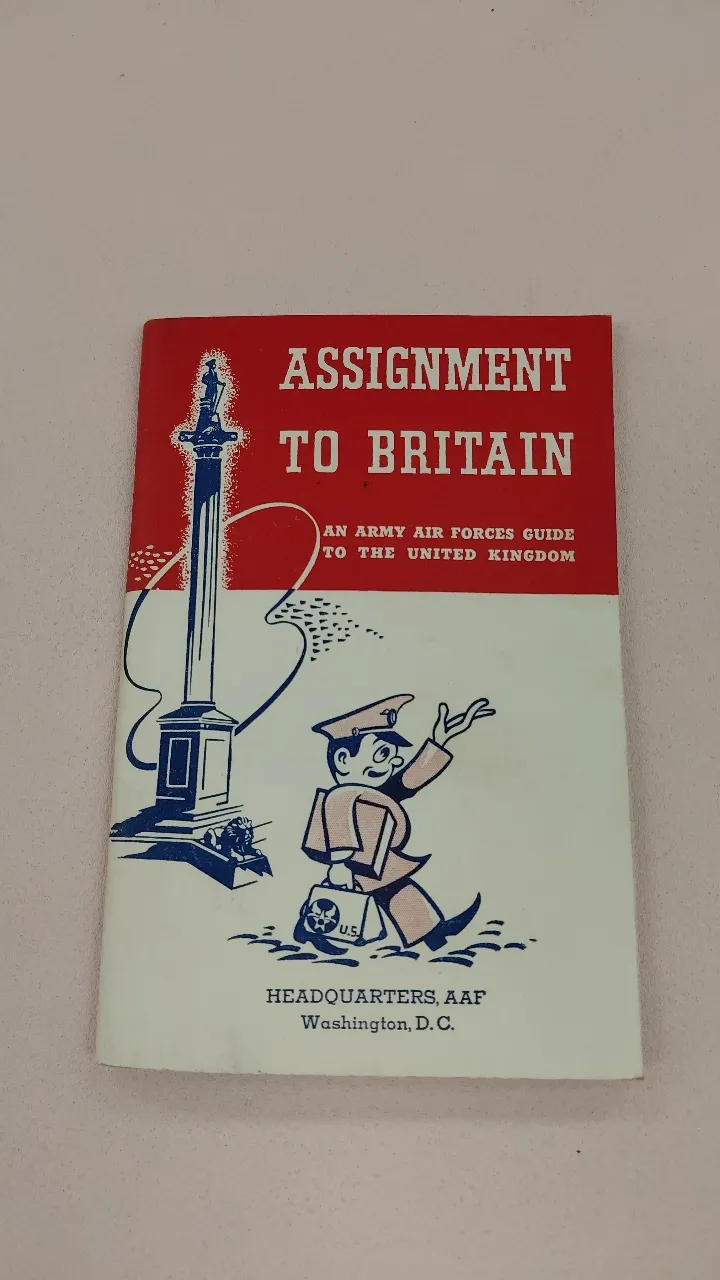 ASSIGNMENT
TO BRITAIN
AN ARMY AIR FORCES GUIDE
TO THE UNITED KINGDOM
U.S.
HEADQUARTERS, AAF
Washington, D.C.